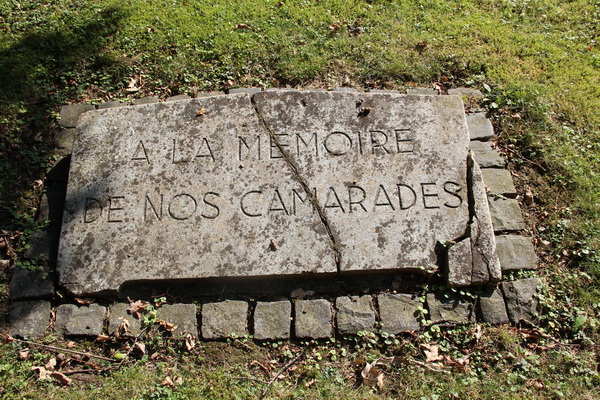 A LA MEMOIRE
DE NOS CAMARADES